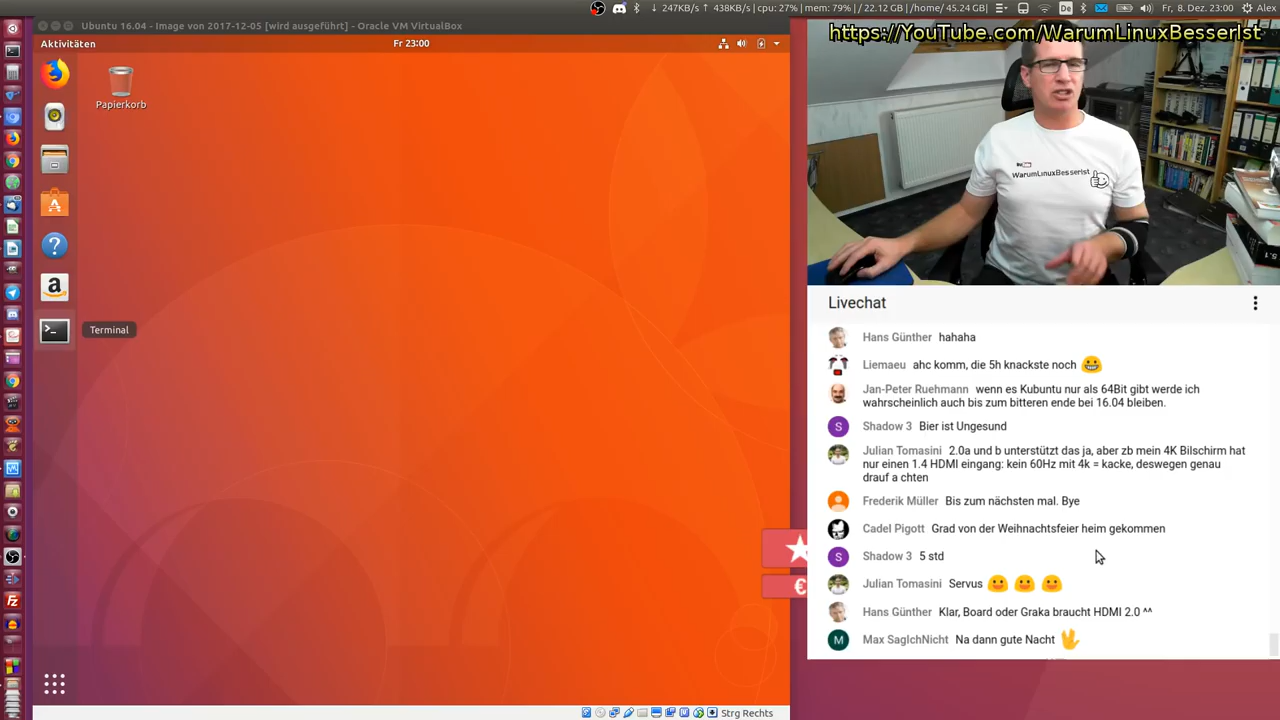 Ubuntu 16.04 - Image von 2017-12-05 [wird ausgeführt] - Oracle VM VirtualBox
247KB/s 438KB/s cpu: 27% mem: 79% // 22.12 GB /home/45.24 GB De Fr, 8. Dez, 23:00 Alex
Aktivitäten
Fr 23:00
Papierkorb
Terminal
Strg Rechts
https://YouTube.com/WarumLinuxBesserIst
WarumLinuxBesserIst
5.1
Livechat
Hans Günther hahaha
Liemaeu ahc komm, die 5h knackste noch
Jan-Peter Ruehmann wenn es Kubuntu nur als 64Bit gibt werde ich
wahrscheinlich auch bis zum bitteren ende bei 16.04 bleiben.
S Shadow 3 Bier ist Ungesund
Julian Tomasini 2.0a und b unterstützt das ja, aber zb mein 4K Bilschirm hat
nur einen 1.4 HDMI eingang: kein 60Hz mit 4k = kacke, deswegen genau
drauf a chten
Frederik Müller Bis zum nächsten mal. Bye
Cadel Pigott Grad von der Weihnachtsfeier heim gekommen
S Shadow 3 5 std
Julian Tomasini Servus
Hans Günther Klar, Board oder Graka braucht HDMI 2.0 ^^
M Max SagIchNicht Na dann gute Nacht